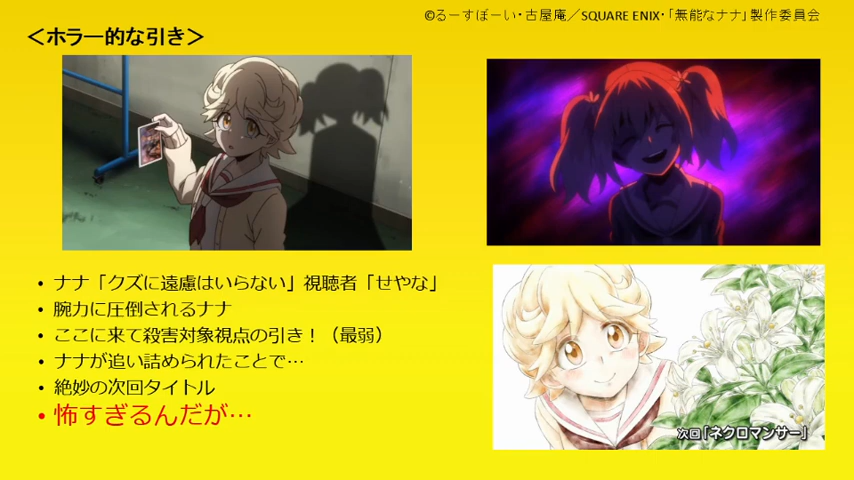 ©るーすぼーい・古屋庵／SQUARE ENIX・「無能なナナ」製作委員会
＜ホラー的な引き＞
• ナナ「クズに遠慮はいらない」視聴者「せやな」
• 腕力に圧倒されるナナ
• ここに来て殺害対象視点の引き！（最弱）
• ナナが追い詰められたことで…
• 絶妙の次回タイトル
• 怖すぎるんだが…
次回「ネクロマンサー」